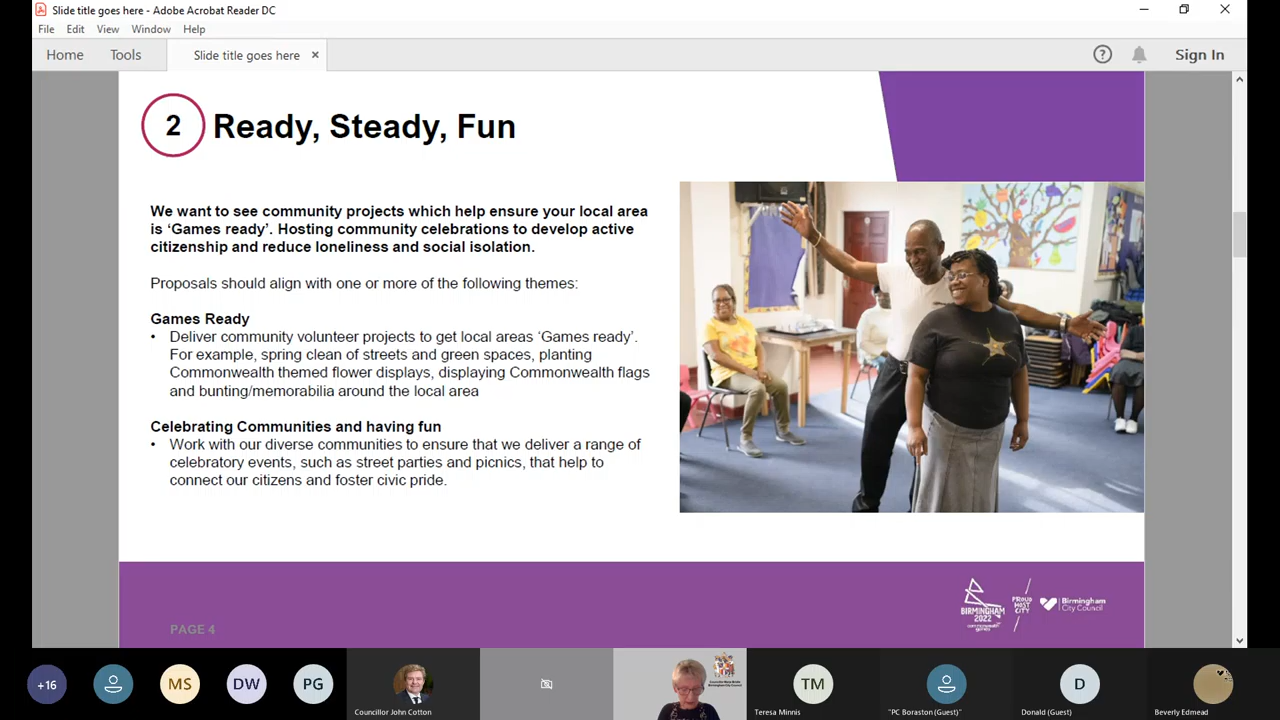 Slide title goes here - Adobe Acrobat Reader DC
File Edit View Window Help
Home Tools Slide title goes here × Sign In
2 Ready, Steady, Fun
We want to see community projects which help ensure your local area
is ‘Games ready’. Hosting community celebrations to develop active
citizenship and reduce loneliness and social isolation.
Proposals should align with one or more of the following themes:
Games Ready
• Deliver community volunteer projects to get local areas ‘Games ready’.
For example, spring clean of streets and green spaces, planting
Commonwealth themed flower displays, displaying Commonwealth flags
and bunting/memorabilia around the local area
Celebrating Communities and having fun
• Work with our diverse communities to ensure that we deliver a range of
celebratory events, such as street parties and picnics, that help to
connect our citizens and foster civic pride.
BIRMINGHAM
2022
commonwealth
games
PROUD
HOST
CITY
Birmingham
City Council
PAGE 4
+16 MS DW PG TM D
Councillor John Cotton Teresa Minnis "PC Boraston (Guest)" Donald (Guest) Beverly Edmead